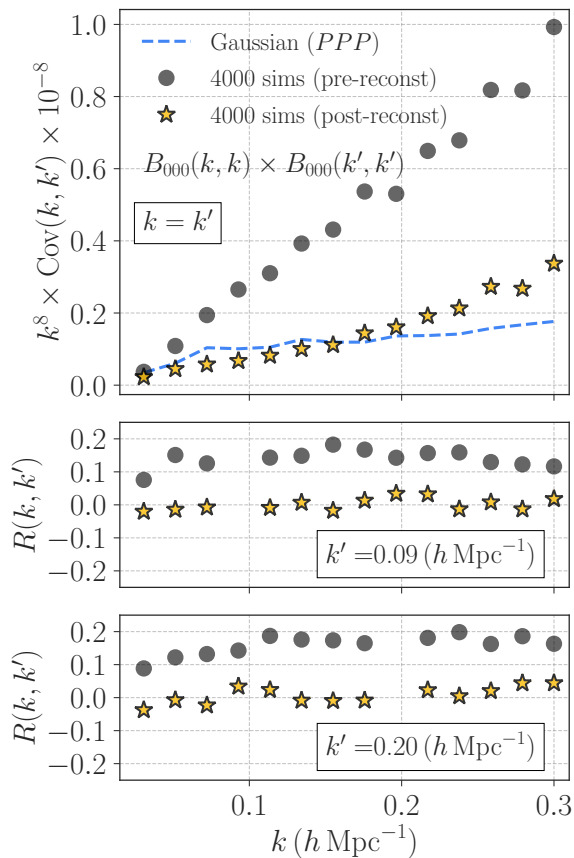 k⁸ × Cov(k, k′) × 10⁻⁸
1.0
0.8
0.6
0.4
0.2
0.0
Gaussian (PPP)
4000 sims (pre-reconst)
4000 sims (post-reconst)
B₀₀₀(k, k) × B₀₀₀(k′, k′)
k = k′
R(k, k′)
0.2
0.1
0.0
−0.1
−0.2
k′ =0.09 (h Mpc⁻¹)
R(k, k′)
0.2
0.1
0.0
−0.1
−0.2
k′ =0.20 (h Mpc⁻¹)
0.1 0.2 0.3
k (h Mpc⁻¹)